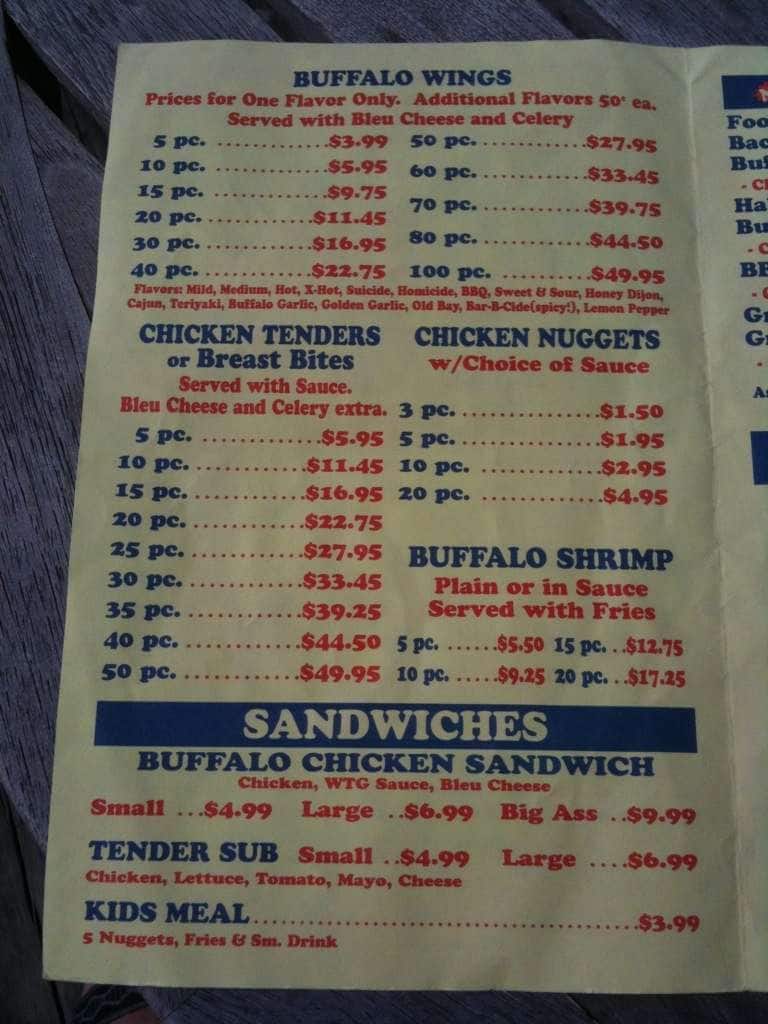 BUFFALO WINGS
Prices for One Flavor Only. Additional Flavors 50¢ ea.
Served with Bleu Cheese and Celery
5 pc. ..............$3.99
10 pc. .............$5.95
15 pc. .............$9.75
20 pc..............$11.45
30 pc. ............$16.95
40 pc. ............$22.75
50 pc. .............$27.95
60 pc. .............$33.45
70 pc. .............$39.75
80 pc. .............$44.50
100 pc. ............$49.95
Flavors: Mild, Medium, Hot, X-Hot, Suicide, Homicide, BBQ, Sweet & Sour, Honey Dijon,
Cajun, Teriyaki, Buffalo Garlic, Golden Garlic, Old Bay, Bar-B-Cide(spicy!), Lemon Pepper
CHICKEN TENDERS
or Breast Bites
Served with Sauce.
Bleu Cheese and Celery extra.
5 pc. ..............$5.95
10 pc. .............$11.45
15 pc. .............$16.95
20 pc. .............$22.75
25 pc. .............$27.95
30 pc. .............$33.45
35 pc. .............$39.25
40 pc. .............$44.50
50 pc. .............$49.95
CHICKEN NUGGETS
w/Choice of Sauce
3 pc. ...............$1.50
5 pc. ...............$1.95
10 pc. .............$2.95
20 pc. .............$4.95
BUFFALO SHRIMP
Plain or in Sauce
Served with Fries
5 pc. ......$5.50 15 pc. ..$12.75
10 pc. .....$9.25 20 pc. ..$17.25
SANDWICHES
BUFFALO CHICKEN SANDWICH
Chicken, WTG Sauce, Bleu Cheese
Small ...$4.99 Large ..$6.99 Big Ass ..$9.99
TENDER SUB Small ..$4.99 Large ....$6.99
Chicken, Lettuce, Tomato, Mayo, Cheese
KIDS MEAL......................................$3.99
5 Nuggets, Fries & Sm. Drink